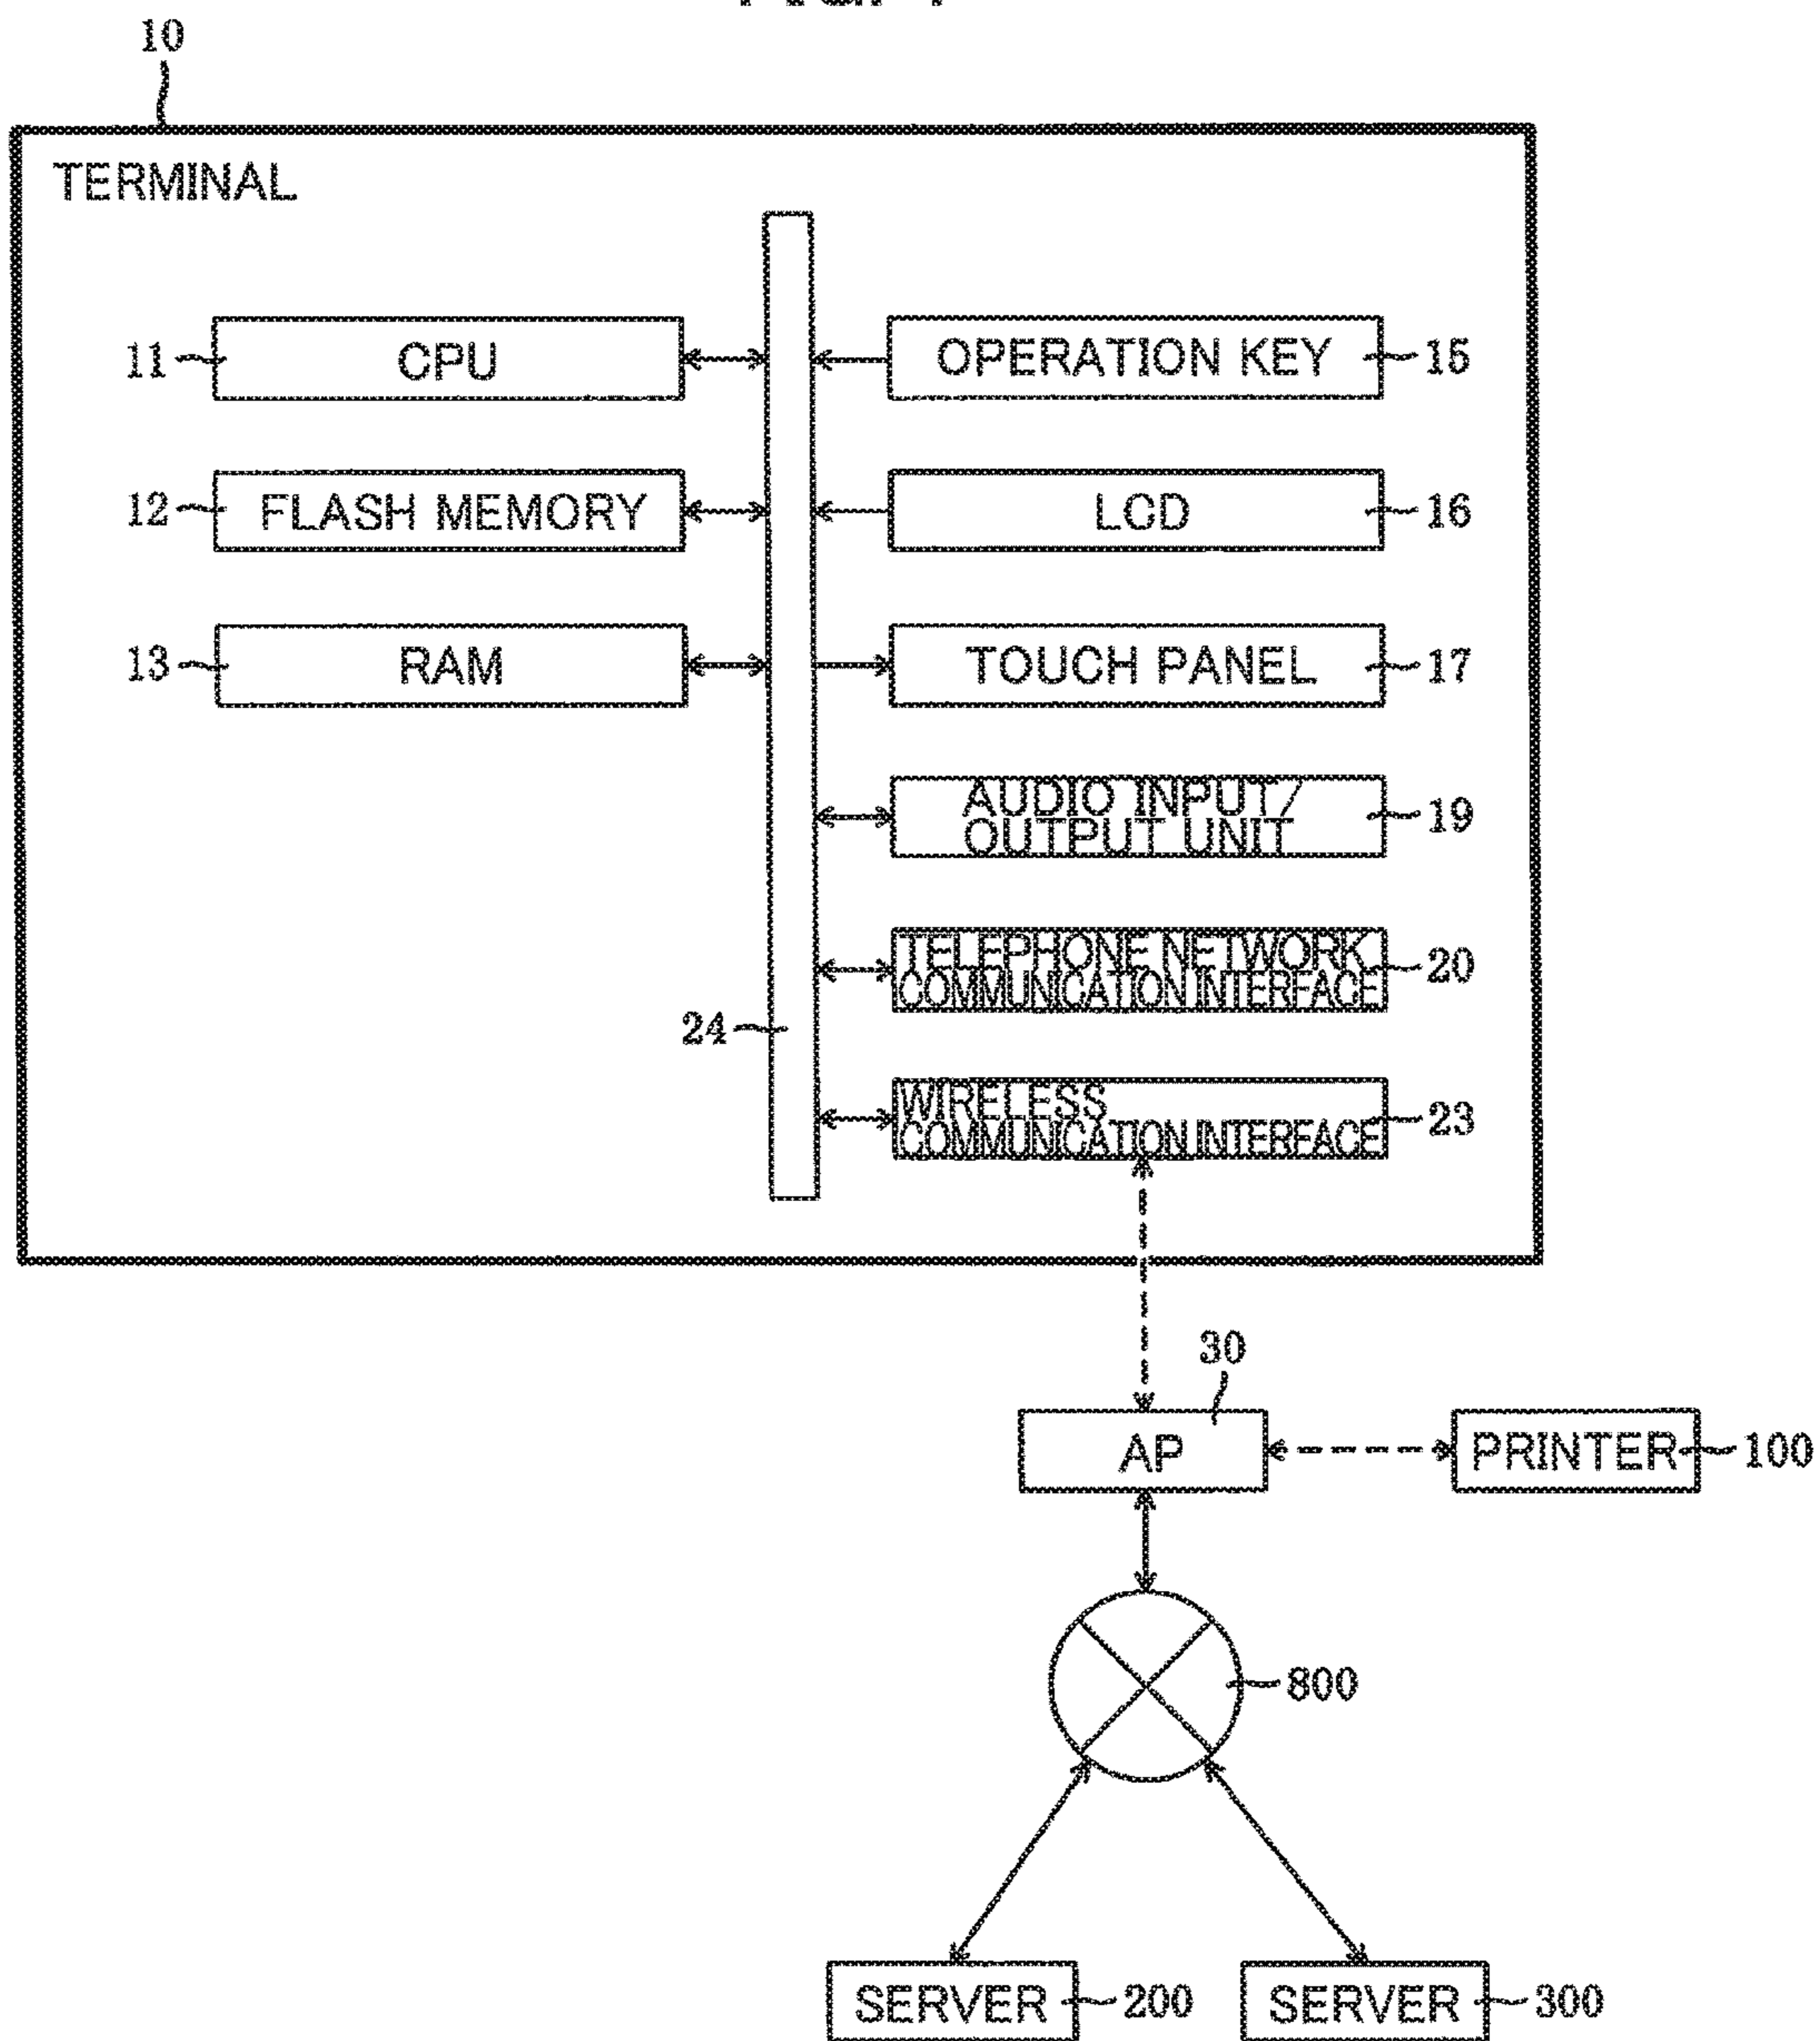 10
TERMINAL
11
CPU
OPERATION KEY
15
12
FLASH MEMORY
LCD
16
13
RAM
TOUCH PANEL
17
AUDIO INPUT/
OUTPUT UNIT
19
TELEPHONE NETWORK
COMMUNICATION INTERFACE
20
24
WIRELESS
COMMUNICATION INTERFACE
23
30
AP
PRINTER
100
800
SERVER
200
SERVER
300